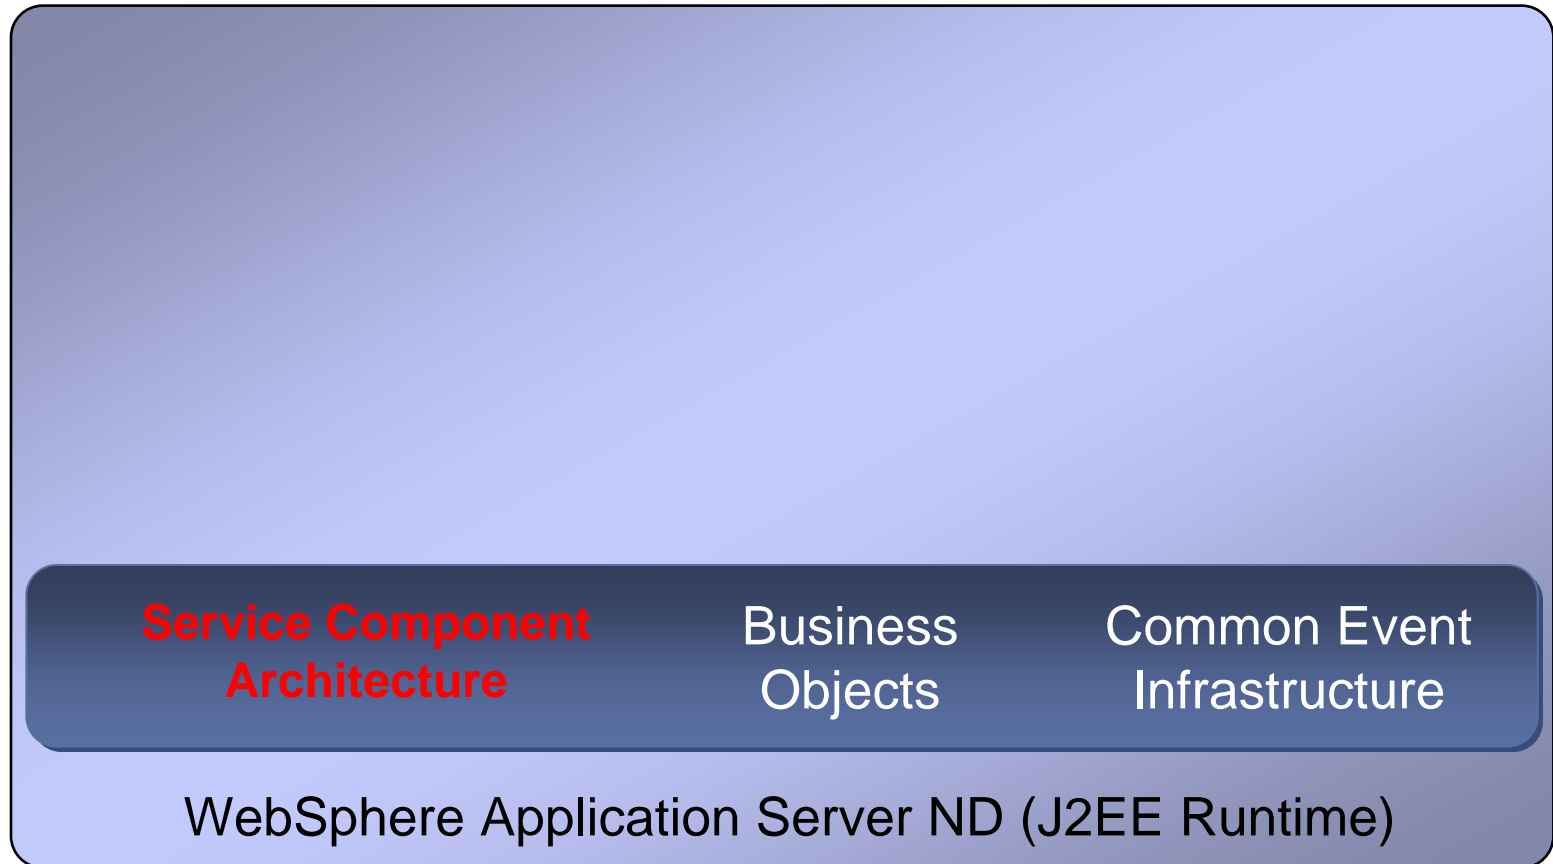 Service Component
Architecture
Business
Objects
Common Event
Infrastructure
WebSphere Application Server ND (J2EE Runtime)